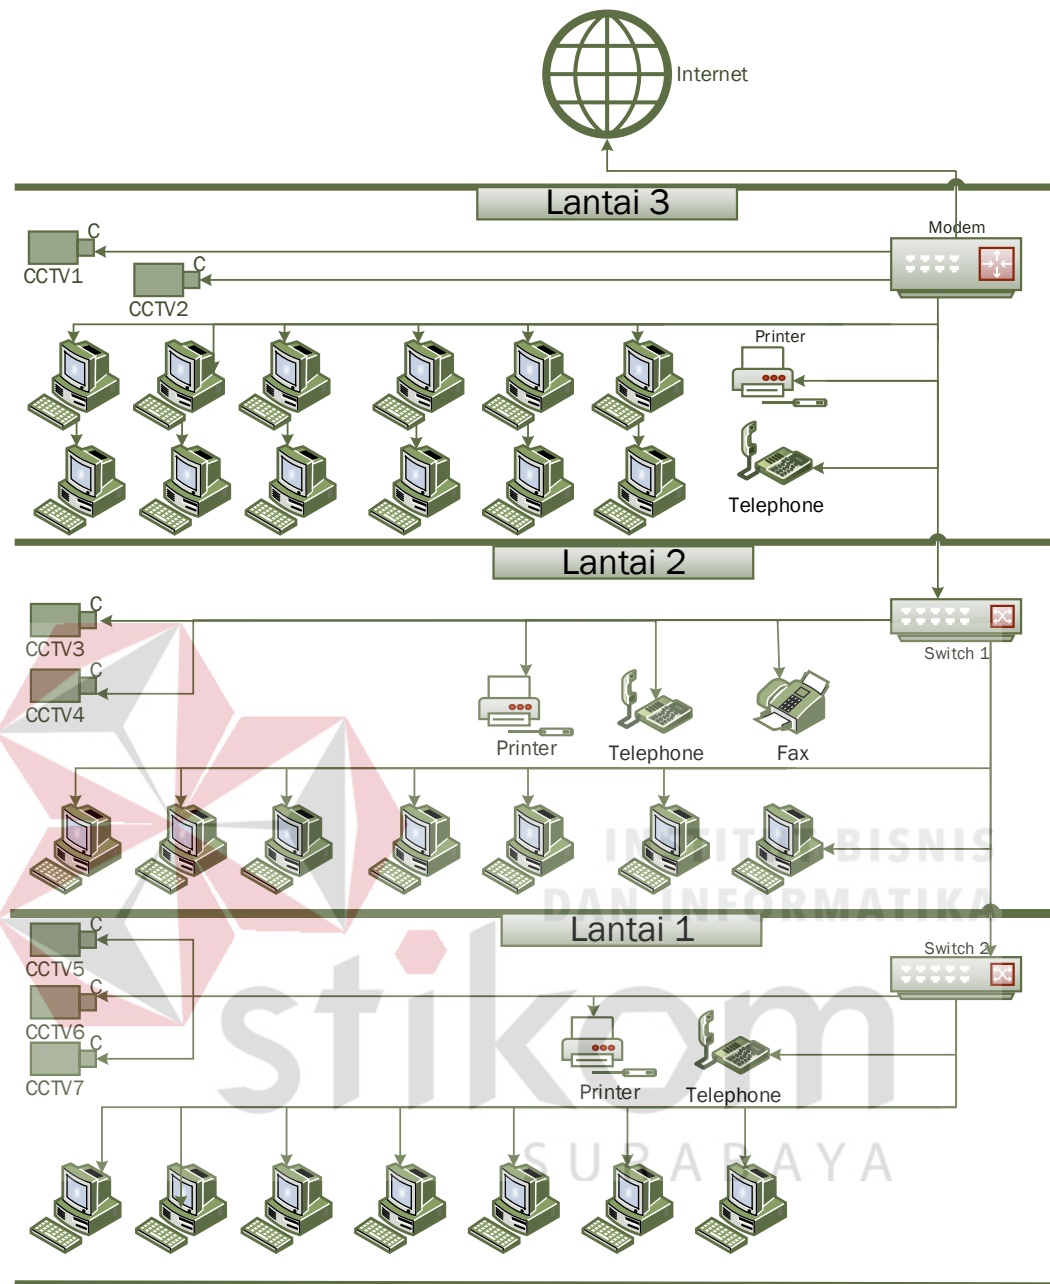 Internet
Lantai 3
Modem
C
CCTV1
C
CCTV2
Printer
Telephone
Lantai 2
C
CCTV3
Switch 1
C
CCTV4
Printer
Telephone
Fax
INSTITUT BISNIS
DAN INFORMATIKA
Lantai 1
C
CCTV5
Switch 2
C
CCTV6
C
CCTV7
stikom
Printer
Telephone
SURABAYA